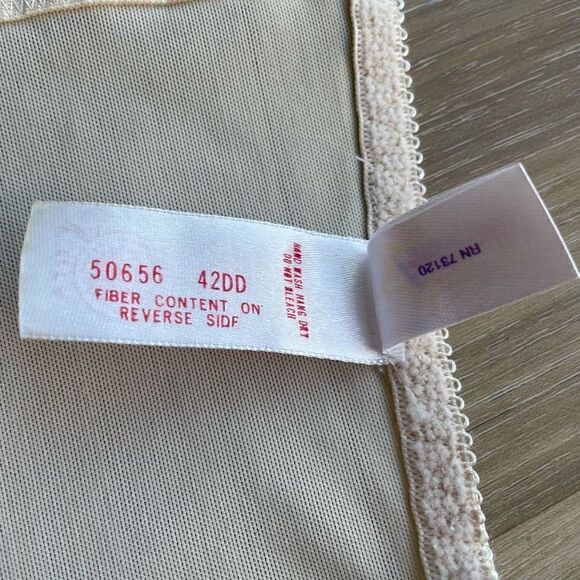 50656 42DD
FIBER CONTENT ON
REVERSE SIDE
HAND WASH HANG DRY
DO NOT BLEACH
RN 73120